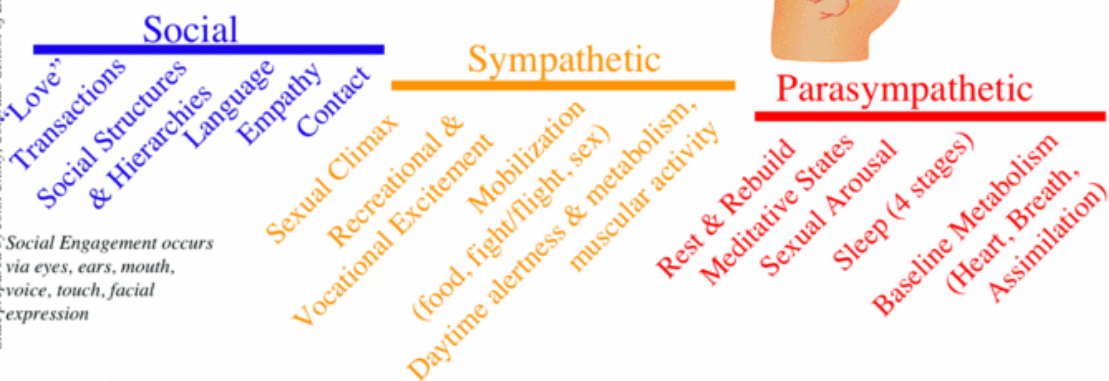 Social
"Love"
Transactions
Social Structures
& Hierarchies
Language
Empathy
Contact
Social Engagement occurs
via eyes, ears, mouth,
voice, touch, facial
expression
Sympathetic
Sexual Climax
Recreational &
Vocational Excitement
Mobilization
(food, fight/flight, sex)
Daytime alertness & metabolism,
muscular activity
Parasympathetic
Rest & Rebuild
Meditative States
Sexual Arousal
Sleep (4 stages)
Baseline Metabolism
(Heart, Breath,
Assimilation)